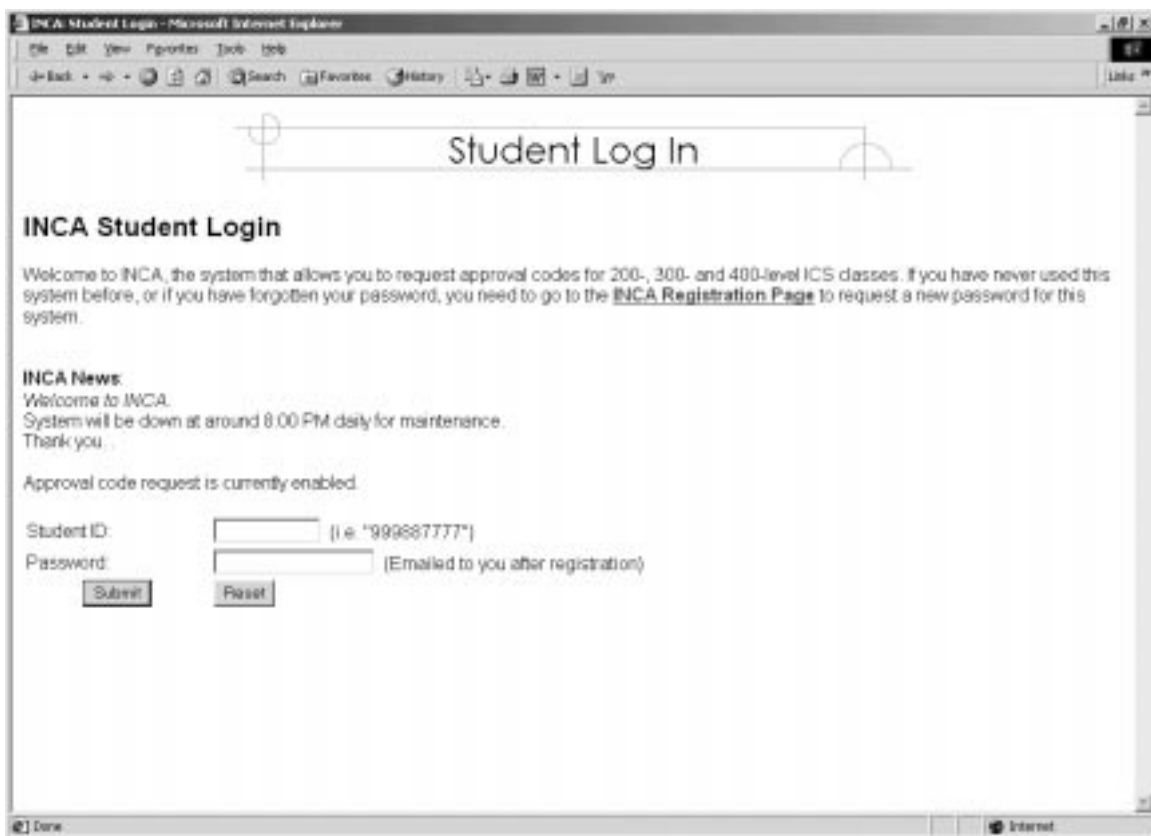 INCA: Student Login - Microsoft Internet Explorer
File Edit View Favorites Tools Help
Back Search Favorites History
Links
Student Log In
INCA Student Login
Welcome to INCA, the system that allows you to request approval codes for 200-, 300- and 400-level ICS classes. If you have never used this
system before, or if you have forgotten your password, you need to go to the INCA Registration Page to request a new password for this
system.
INCA News:
Welcome to INCA.
System will be down at around 8:00 PM daily for maintenance.
Thank you.
Approval code request is currently enabled.
Student ID: (i.e. "999887777")
Password: (Emailed to you after registration)
Submit Reset
Done Internet